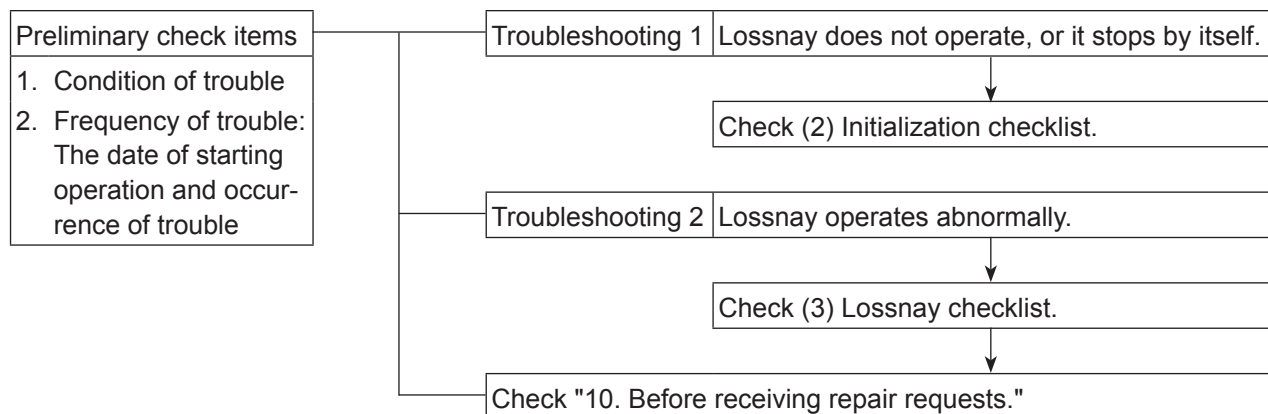 Preliminary check items
1. Condition of trouble
2. Frequency of trouble:
The date of starting
operation and occur-
rence of trouble
Troubleshooting 1 Lossnay does not operate, or it stops by itself.
Check (2) Initialization checklist.
Troubleshooting 2 Lossnay operates abnormally.
Check (3) Lossnay checklist.
Check "10. Before receiving repair requests."